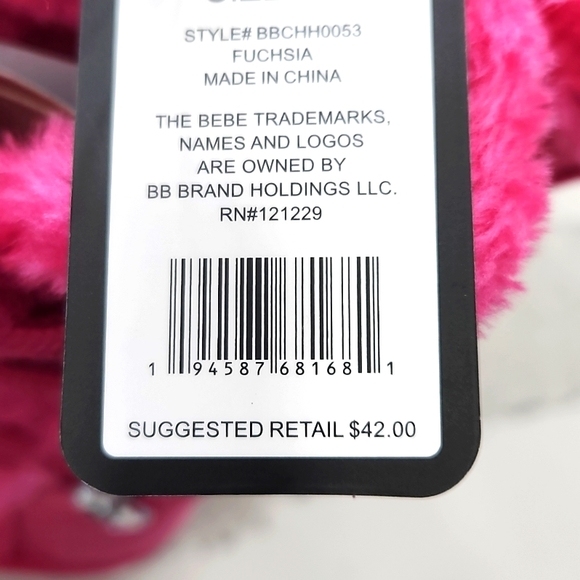 STYLE# BBCHH0053
FUCHSIA
MADE IN CHINA
THE BEBE TRADEMARKS,
NAMES AND LOGOS
ARE OWNED BY
BB BRAND HOLDINGS LLC.
RN#121229
1 94587 68168 1
SUGGESTED RETAIL $42.00